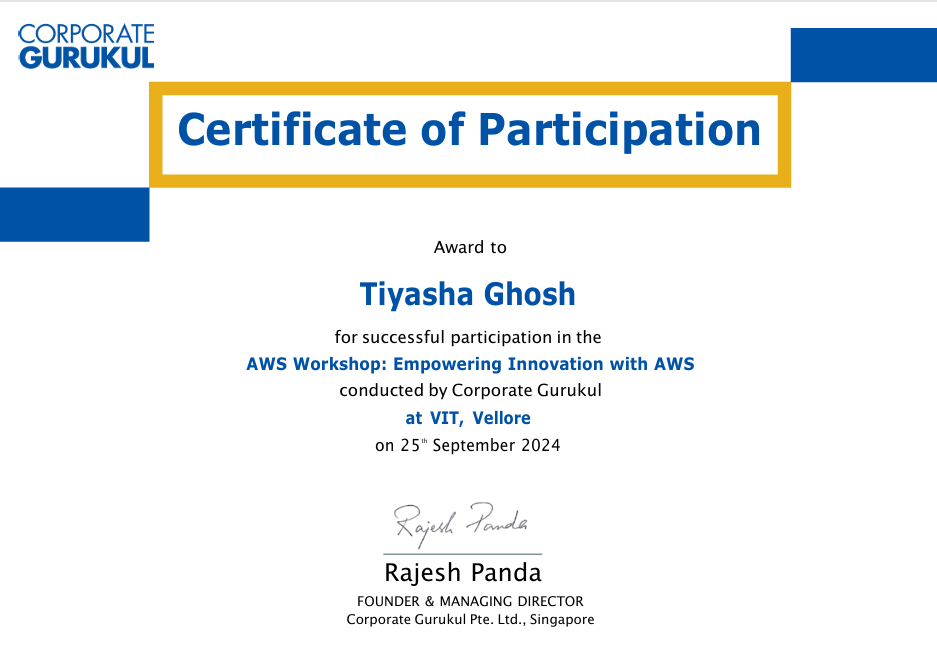 CORPORATE
GURUKUL
Certificate of Participation
Award to
Tiyasha Ghosh
for successful participation in the
AWS Workshop: Empowering Innovation with AWS
conducted by Corporate Gurukul
at VIT, Vellore
on 25th September 2024
Rajesh Panda
Rajesh Panda
FOUNDER & MANAGING DIRECTOR
Corporate Gurukul Pte. Ltd., Singapore